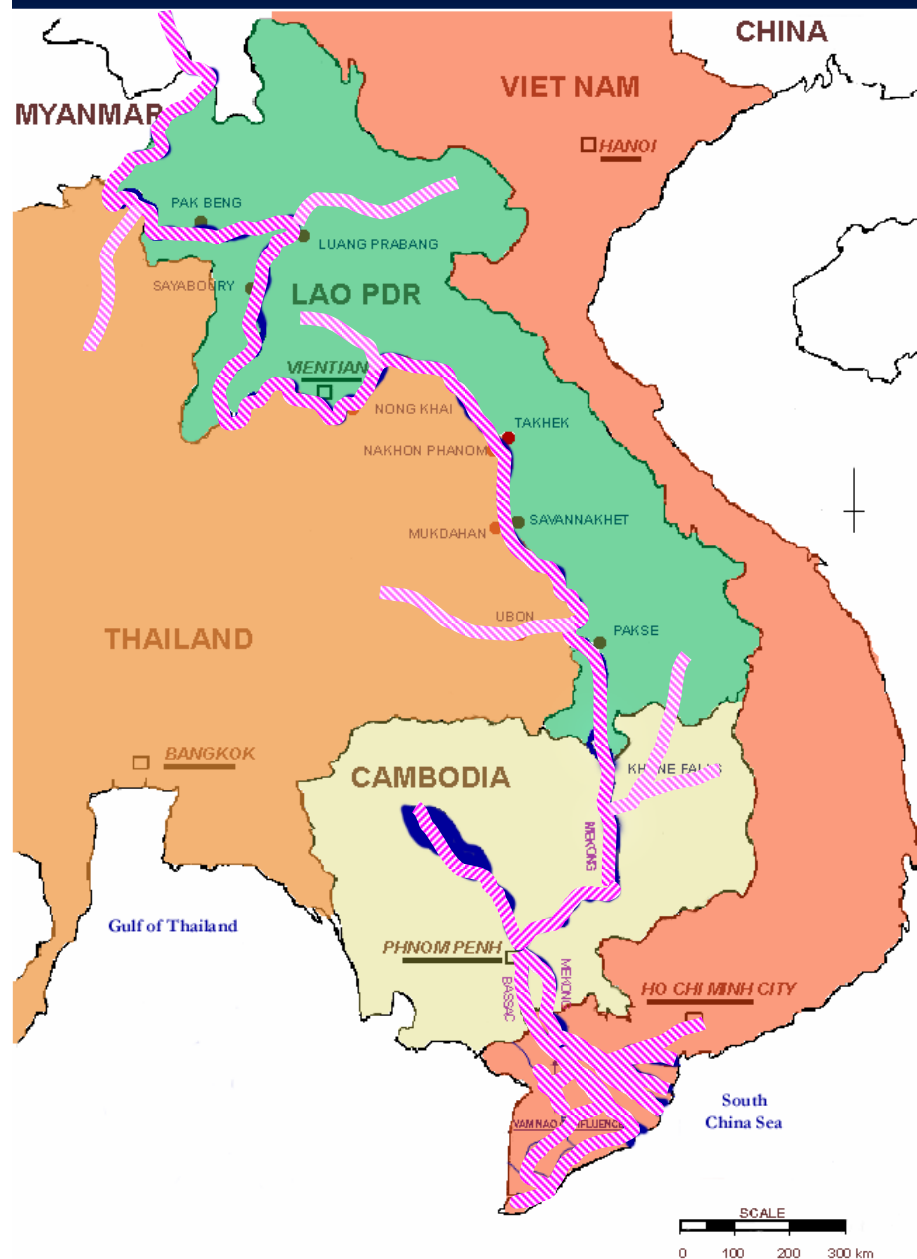 CHINA
VIET NAM
MYANMAR
HANOI
PAK BENG
LUANG PRABANG
SAYABOURY
LAO PDR
VIENTIAN
NONG KHAI
TAKHEK
NAKHON PHANOM
SAVANNAKHET
MUKDAHAN
UBON
PAKSE
THAILAND
BANGKOK
KHONE FALLS
CAMBODIA
MEKONG
Gulf of Thailand
PHNOM PENH
MEKONG
BASSAC
HO CHI MINH CITY
South
China Sea
VAM NAO
SCALE
0 100 200 300 km